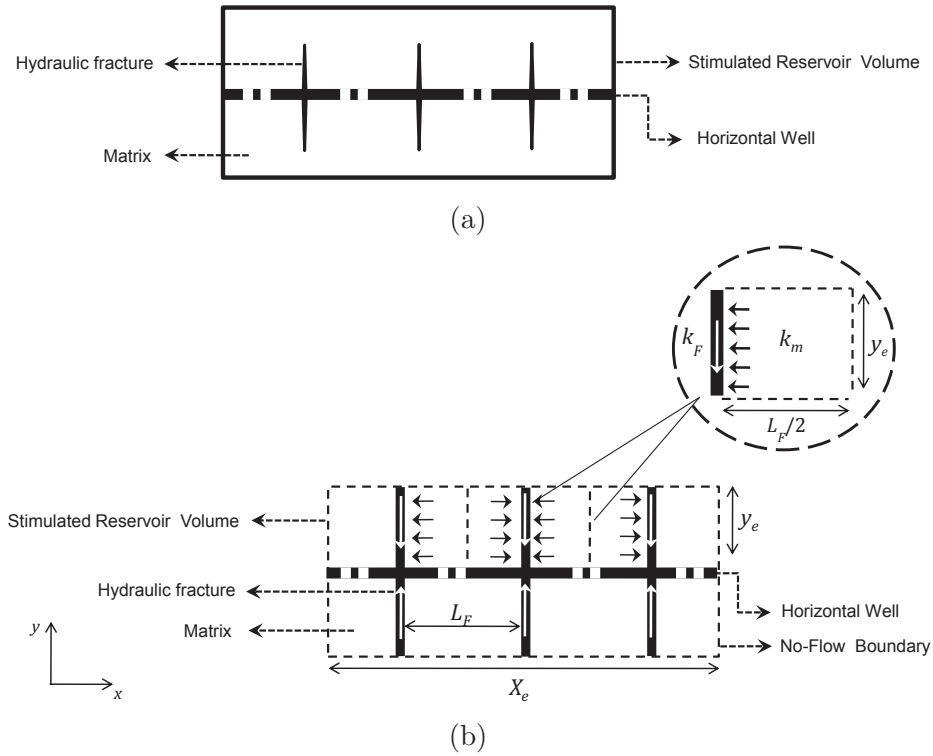 Hydraulic fracture
Stimulated Reservoir Volume
Horizontal Well
Matrix
(a)
k_F
k_m
y_e
L_F/2
Stimulated Reservoir Volume
y_e
Hydraulic fracture
Horizontal Well
Matrix
L_F
No-Flow Boundary
y
x
X_e
(b)